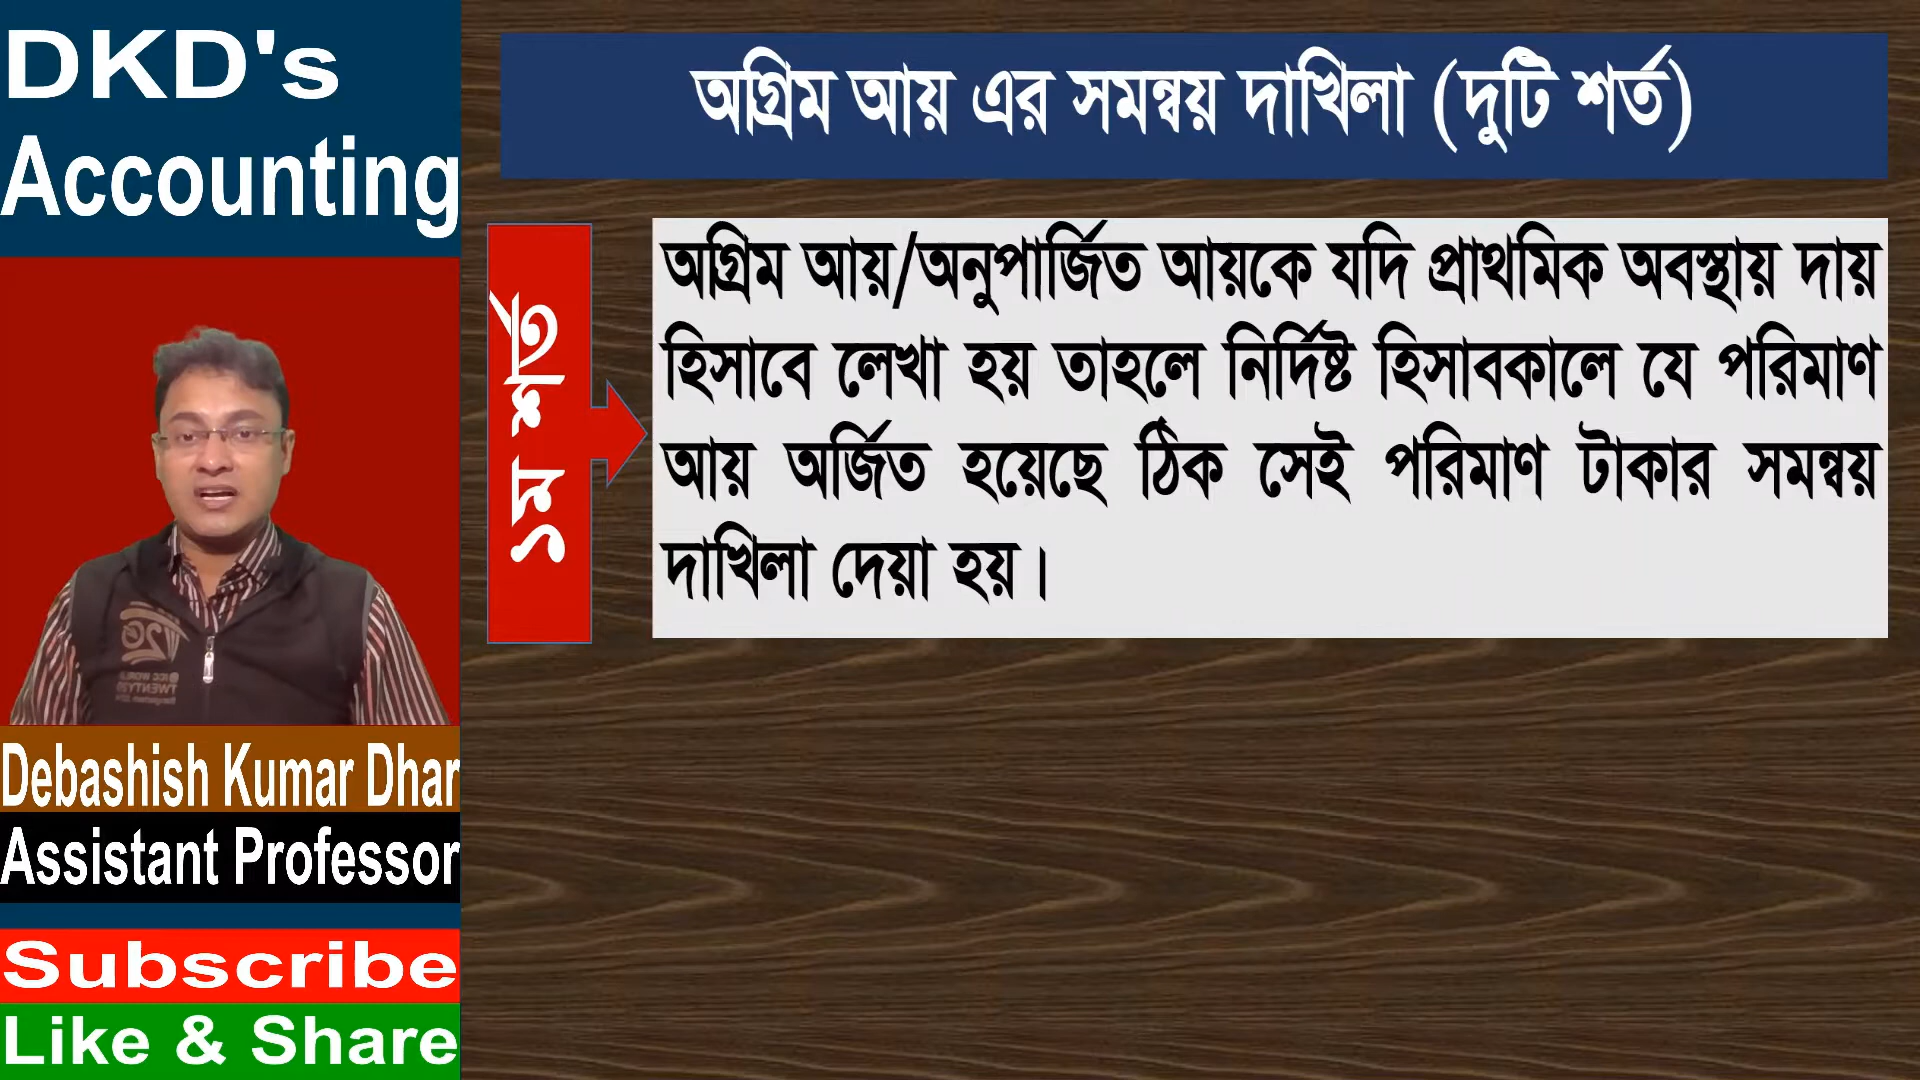 DKD's
Accounting
অগ্রিম আয় এর সমন্বয় দাখিলা (দুটি শর্ত)
১ম শর্ত
অগ্রিম আয়/অনুপার্জিত আয়কে যদি প্রাথমিক অবস্থায় দায়
হিসাবে লেখা হয় তাহলে নির্দিষ্ট হিসাবকালে যে পরিমাণ
আয় অর্জিত হয়েছে ঠিক সেই পরিমাণ টাকার সমন্বয়
দাখিলা দেয়া হয়।
Debashish Kumar Dhar
Assistant Professor
Subscribe
Like & Share